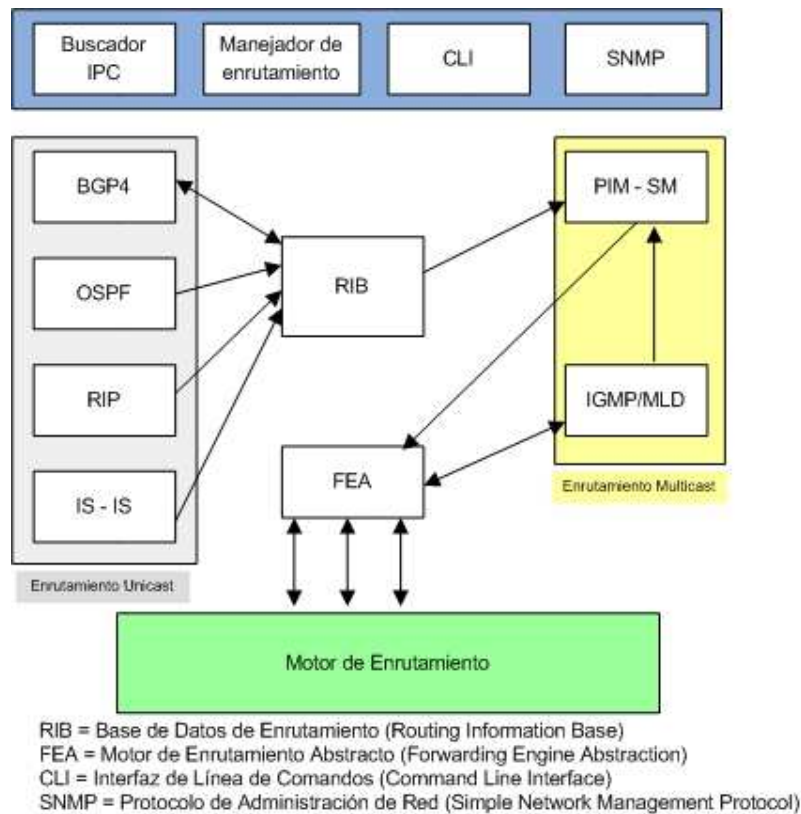 Buscador
IPC
Manejador de
enrutamiento
CLI
SNMP
BGP4
OSPF
RIP
IS - IS
Enrutamiento Unicast
RIB
FEA
PIM - SM
IGMP/MLD
Enrutamiento Multicast
Motor de Enrutamiento
RIB = Base de Datos de Enrutamiento (Routing Information Base)
FEA = Motor de Enrutamiento Abstracto (Forwarding Engine Abstraction)
CLI = Interfaz de Línea de Comandos (Command Line Interface)
SNMP = Protocolo de Administración de Red (Simple Network Management Protocol)